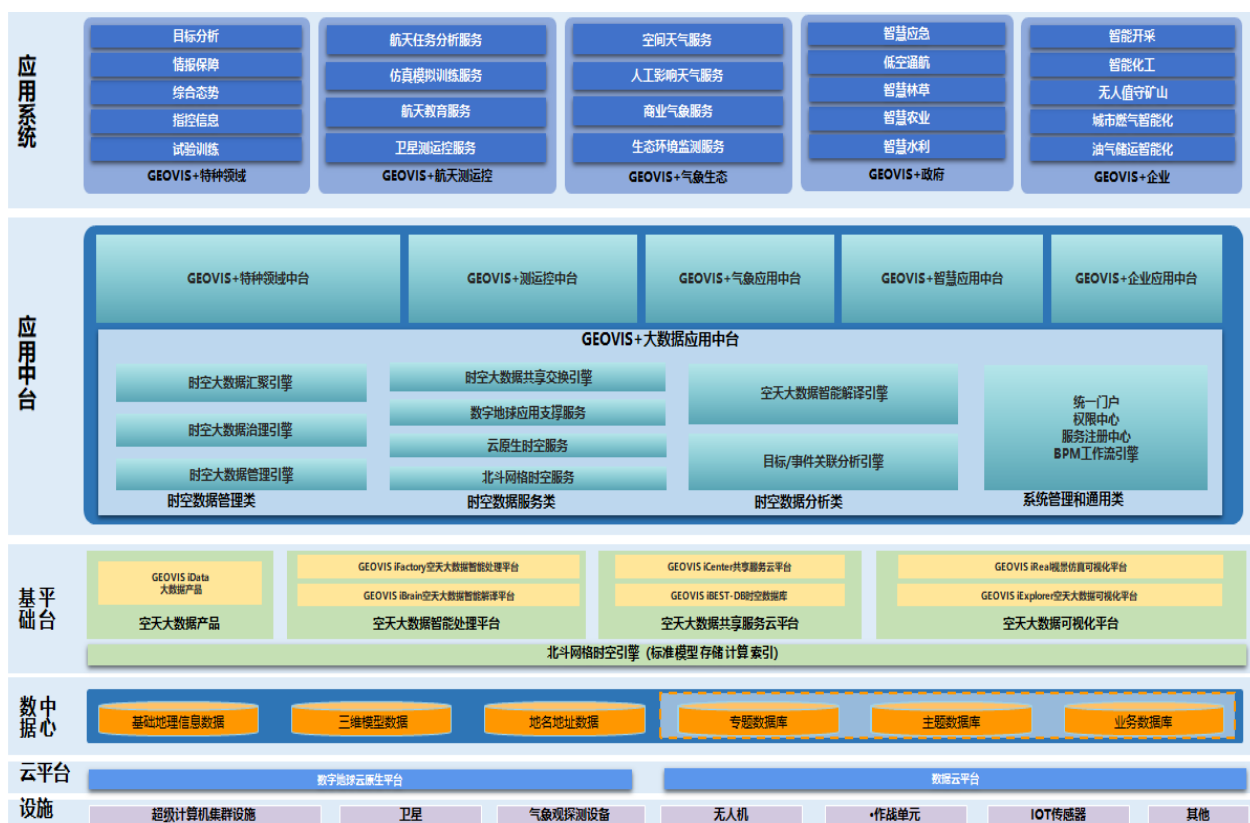 应用系统
目标分析
情报保障
综合态势
指控信息
试验训练
GEOVIS+特种领域
航天任务分析服务
仿真模拟训练服务
航天教育服务
卫星测运控服务
GEOVIS+航天测运控
空间天气服务
人工影响天气服务
商业气象服务
生态环境监测服务
GEOVIS+气象生态
智慧应急
低空通航
智慧林草
智慧农业
智慧水利
GEOVIS+政府
智能开采
智能化工
无人值守矿山
城市燃气智能化
油气储运智能化
GEOVIS+企业
应用中台
GEOVIS+特种领域中台
GEOVIS+测运控中台
GEOVIS+气象应用中台
GEOVIS+智慧应用中台
GEOVIS+企业应用中台
GEOVIS+大数据应用中台
时空大数据汇聚引擎
时空大数据治理引擎
时空大数据管理引擎
时空数据管理类
时空大数据共享交换引擎
数字地球应用支撑服务
云原生时空服务
北斗网格时空服务
时空数据服务类
空天大数据智能解译引擎
目标/事件关联分析引擎
时空数据分析类
统一门户
权限中心
服务注册中心
BPM工作流引擎
系统管理和通用类
基础平台
GEOVIS iData
大数据产品
空天大数据产品
GEOVIS iFactory空天大数据智能处理平台
GEOVIS iBrain空天大数据智能解译平台
空天大数据智能处理平台
GEOVIS iCenter共享服务云平台
GEOVIS iBEST-DB时空数据库
空天大数据共享服务云平台
GEOVIS iReal视景仿真可视化平台
GEOVIS iExplorer空天大数据可视化平台
空天大数据可视化平台
北斗网格时空引擎 (标准模型存储计算索引)
数据中心
基础地理信息数据
三维模型数据
地名地址数据
专题数据库
主题数据库
业务数据库
云平台
数字地球云原生平台
数据云平台
设施
超级计算机集群设施
卫星
气象观探测设备
无人机
•作战单元
IOT传感器
其他